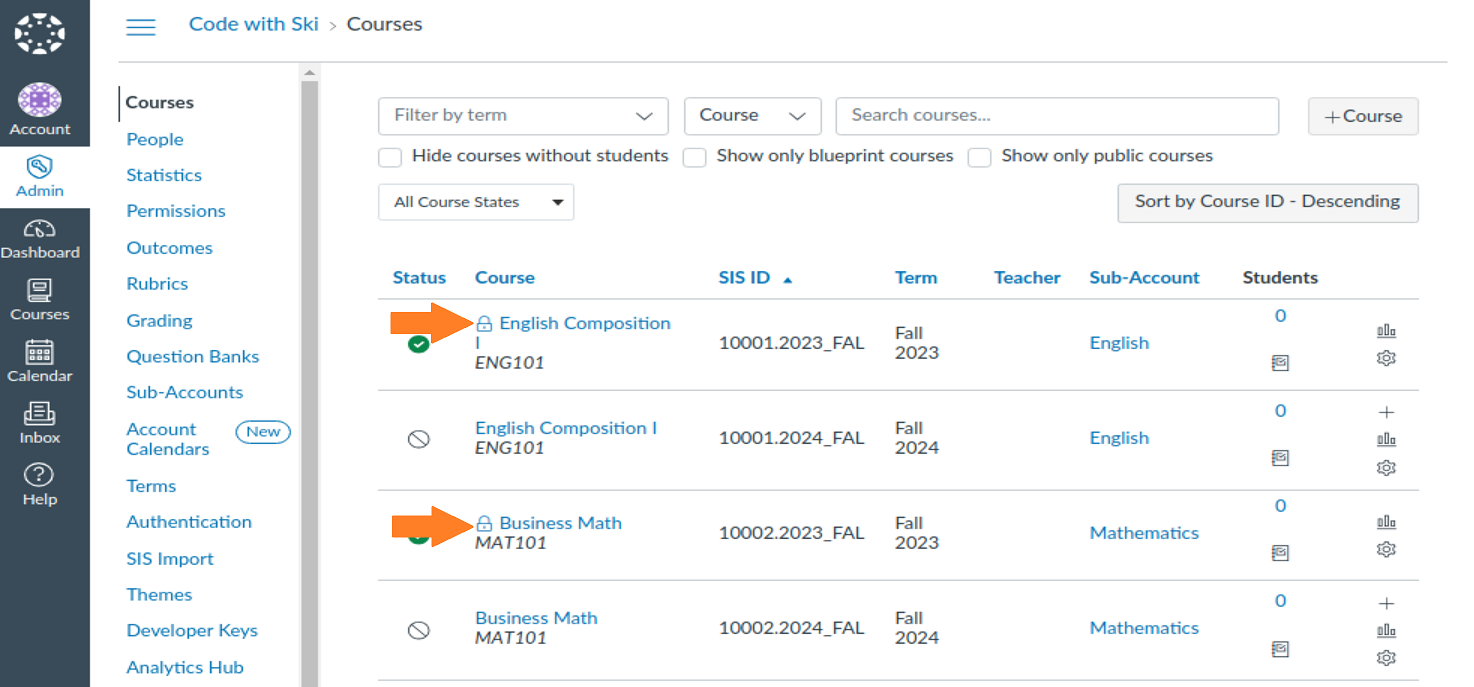 Code with Ski > Courses
Account
Admin
Dashboard
Courses
Calendar
Inbox
Help
Courses
People
Statistics
Permissions
Outcomes
Rubrics
Grading
Question Banks
Sub-Accounts
Account
Calendars
New
Terms
Authentication
SIS Import
Themes
Developer Keys
Analytics Hub
Filter by term
Course
Search courses...
+Course
Hide courses without students
Show only blueprint courses
Show only public courses
All Course States
Sort by Course ID - Descending
Status Course SIS ID Term Teacher Sub-Account Students
English Composition
I
ENG101
10001.2023_FAL
Fall
2023
English
0
English Composition I
ENG101
10001.2024_FAL
Fall
2024
English
0
Business Math
MAT101
10002.2023_FAL
Fall
2023
Mathematics
0
Business Math
MAT101
10002.2024_FAL
Fall
2024
Mathematics
0